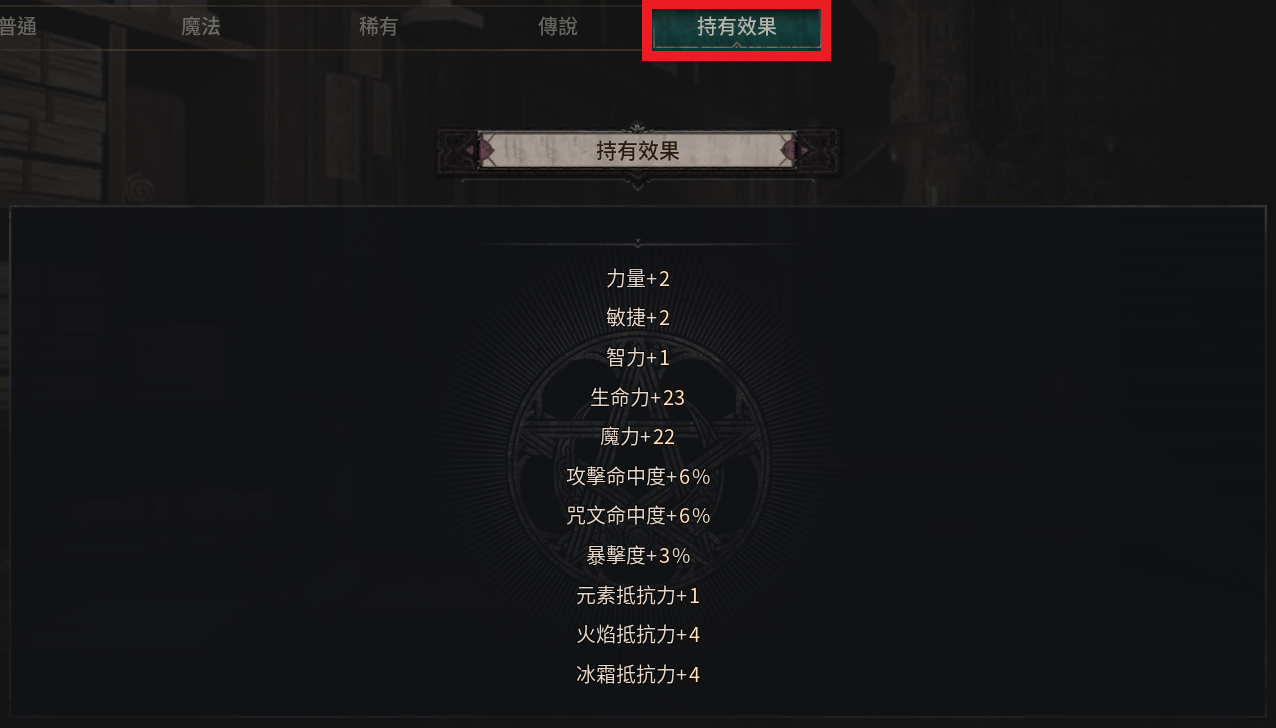 普通 魔法 稀有 傳說 持有效果
持有效果
力量+2
敏捷+2
智力+1
生命力+23
魔力+22
攻擊命中度+6%
咒文命中度+6%
暴擊度+3%
元素抵抗力+1
火焰抵抗力+4
冰霜抵抗力+4